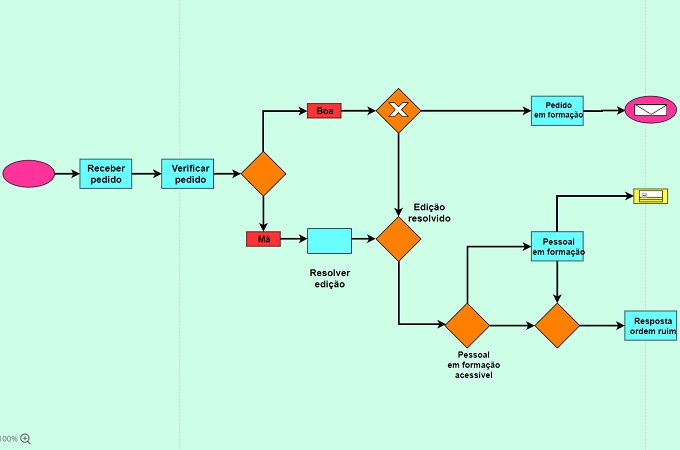 Receber
pedido
Verificar
pedido
Boa
Má
Resolver
edição
Edição
resolvido
Pedido
em formação
Pessoal
em formação
Pessoal
em formação
acessível
Resposta
ordem ruim
100%